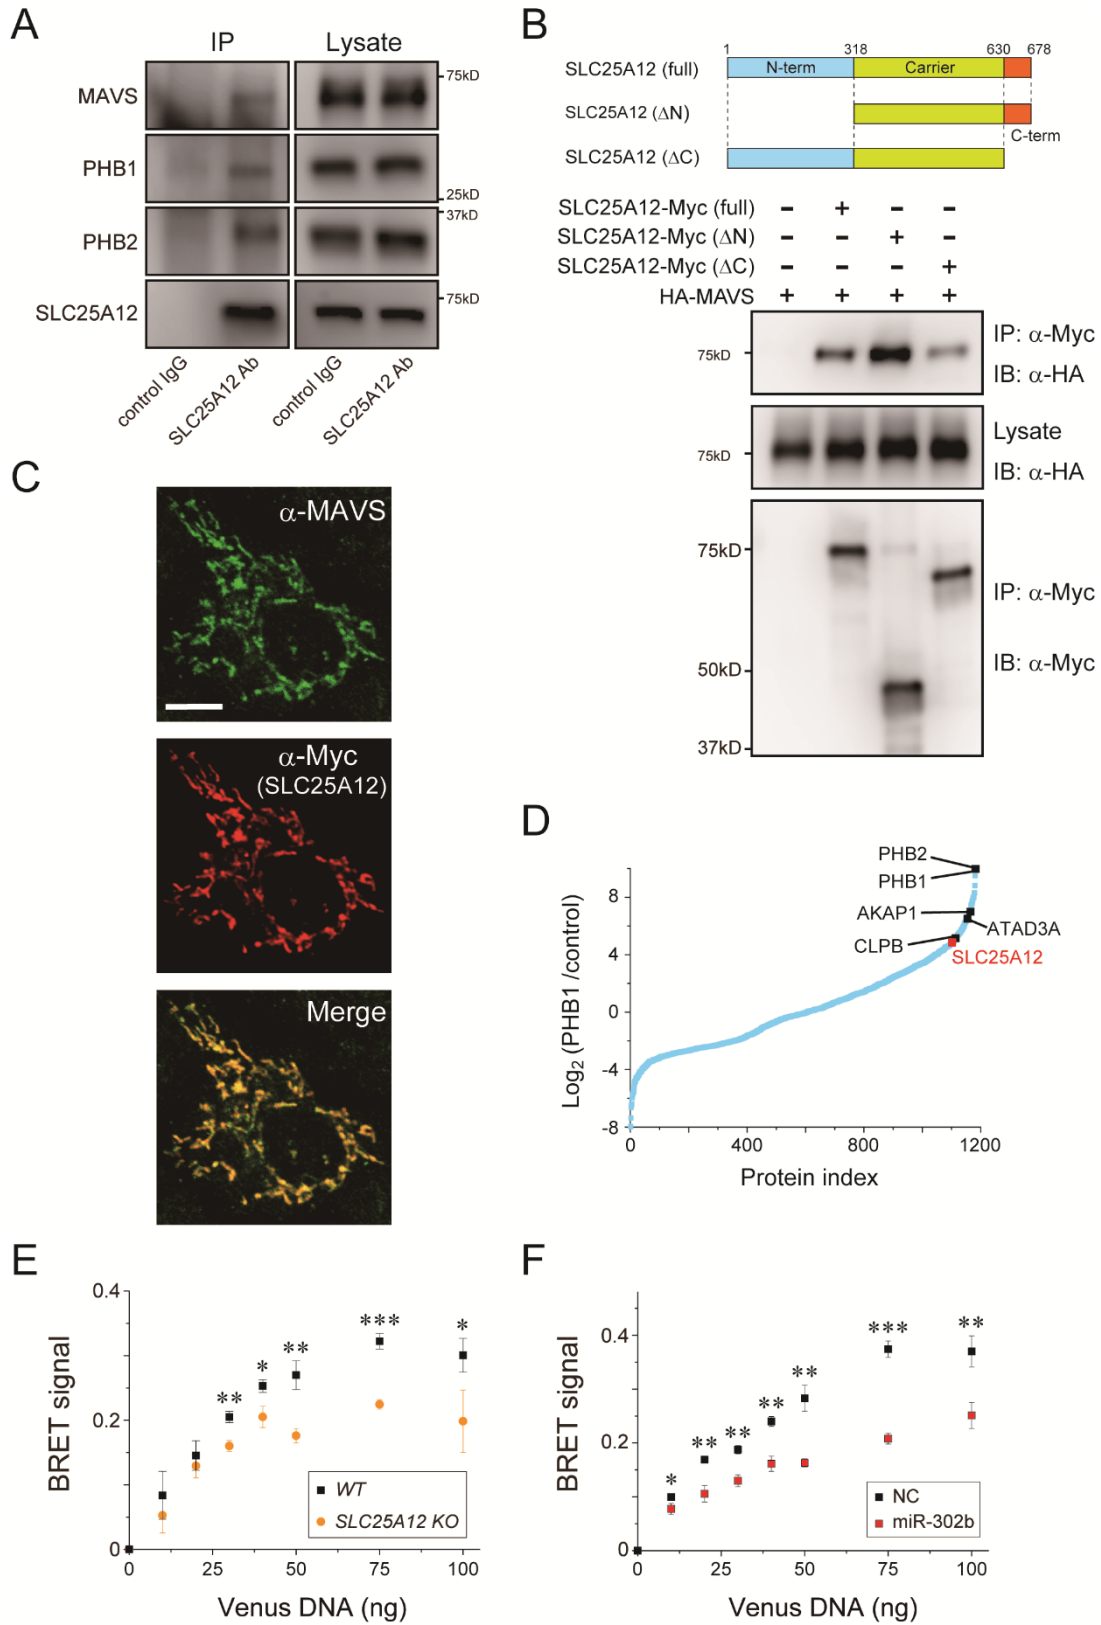 A
IP
Lysate
MAVS
75kD
PHB1
25kD
37kD
PHB2
SLC25A12
75kD
control IgG
SLC25A12 Ab
control IgG
SLC25A12 Ab
B
1 318 630 678
SLC25A12 (full) N-term Carrier
SLC25A12 (ΔN)
C-term
SLC25A12 (ΔC)
SLC25A12-Myc (full) − + − −
SLC25A12-Myc (ΔN) − − + −
SLC25A12-Myc (ΔC) − − − +
HA-MAVS + + + +
75kD
IP: α-Myc
IB: α-HA
75kD
Lysate
IB: α-HA
75kD
50kD
37kD
IP: α-Myc
IB: α-Myc
C
α-MAVS
α-Myc
(SLC25A12)
Merge
D
PHB2
PHB1
AKAP1
ATAD3A
CLPB
SLC25A12
8
4
0
-4
-8
Log2 (PHB1 /control)
0 400 800 1200
Protein index
E
0.4
0.2
0
BRET signal
** * ** *** *
WT
SLC25A12 KO
0 25 50 75 100
Venus DNA (ng)
F
0.4
0.2
0
BRET signal
* ** ** ** ** *** **
NC
miR-302b
0 25 50 75 100
Venus DNA (ng)